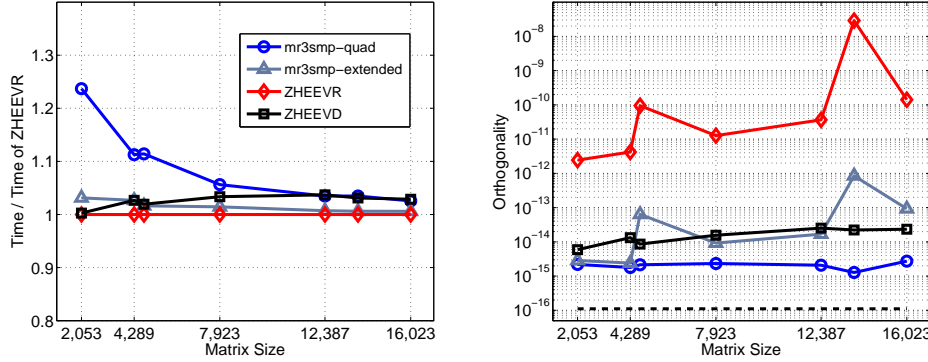 1.3
1.2
1.1
1
0.9
0.8
Time / Time of ZHEEVR
mr3smp−quad
mr3smp−extended
ZHEEVR
ZHEEVD
2,053 4,289 7,923 12,387 16,023
Matrix Size
10^−8
10^−9
10^−10
10^−11
10^−12
10^−13
10^−14
10^−15
10^−16
Orthogonality
2,053 4,289 7,923 12,387 16,023
Matrix Size